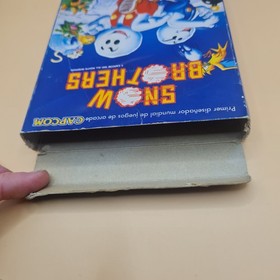 SNOW
BROTHERS
CAPCOM
Primer diseñador mundial de juegos de arcade